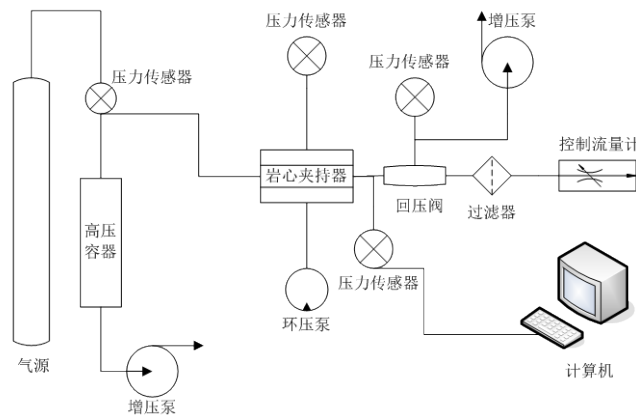 压力传感器
增压泵
压力传感器
压力传感器
控制流量计
岩心夹持器
回压阀
过滤器
高压
容器
压力传感器
环压泵
气源
增压泵
计算机